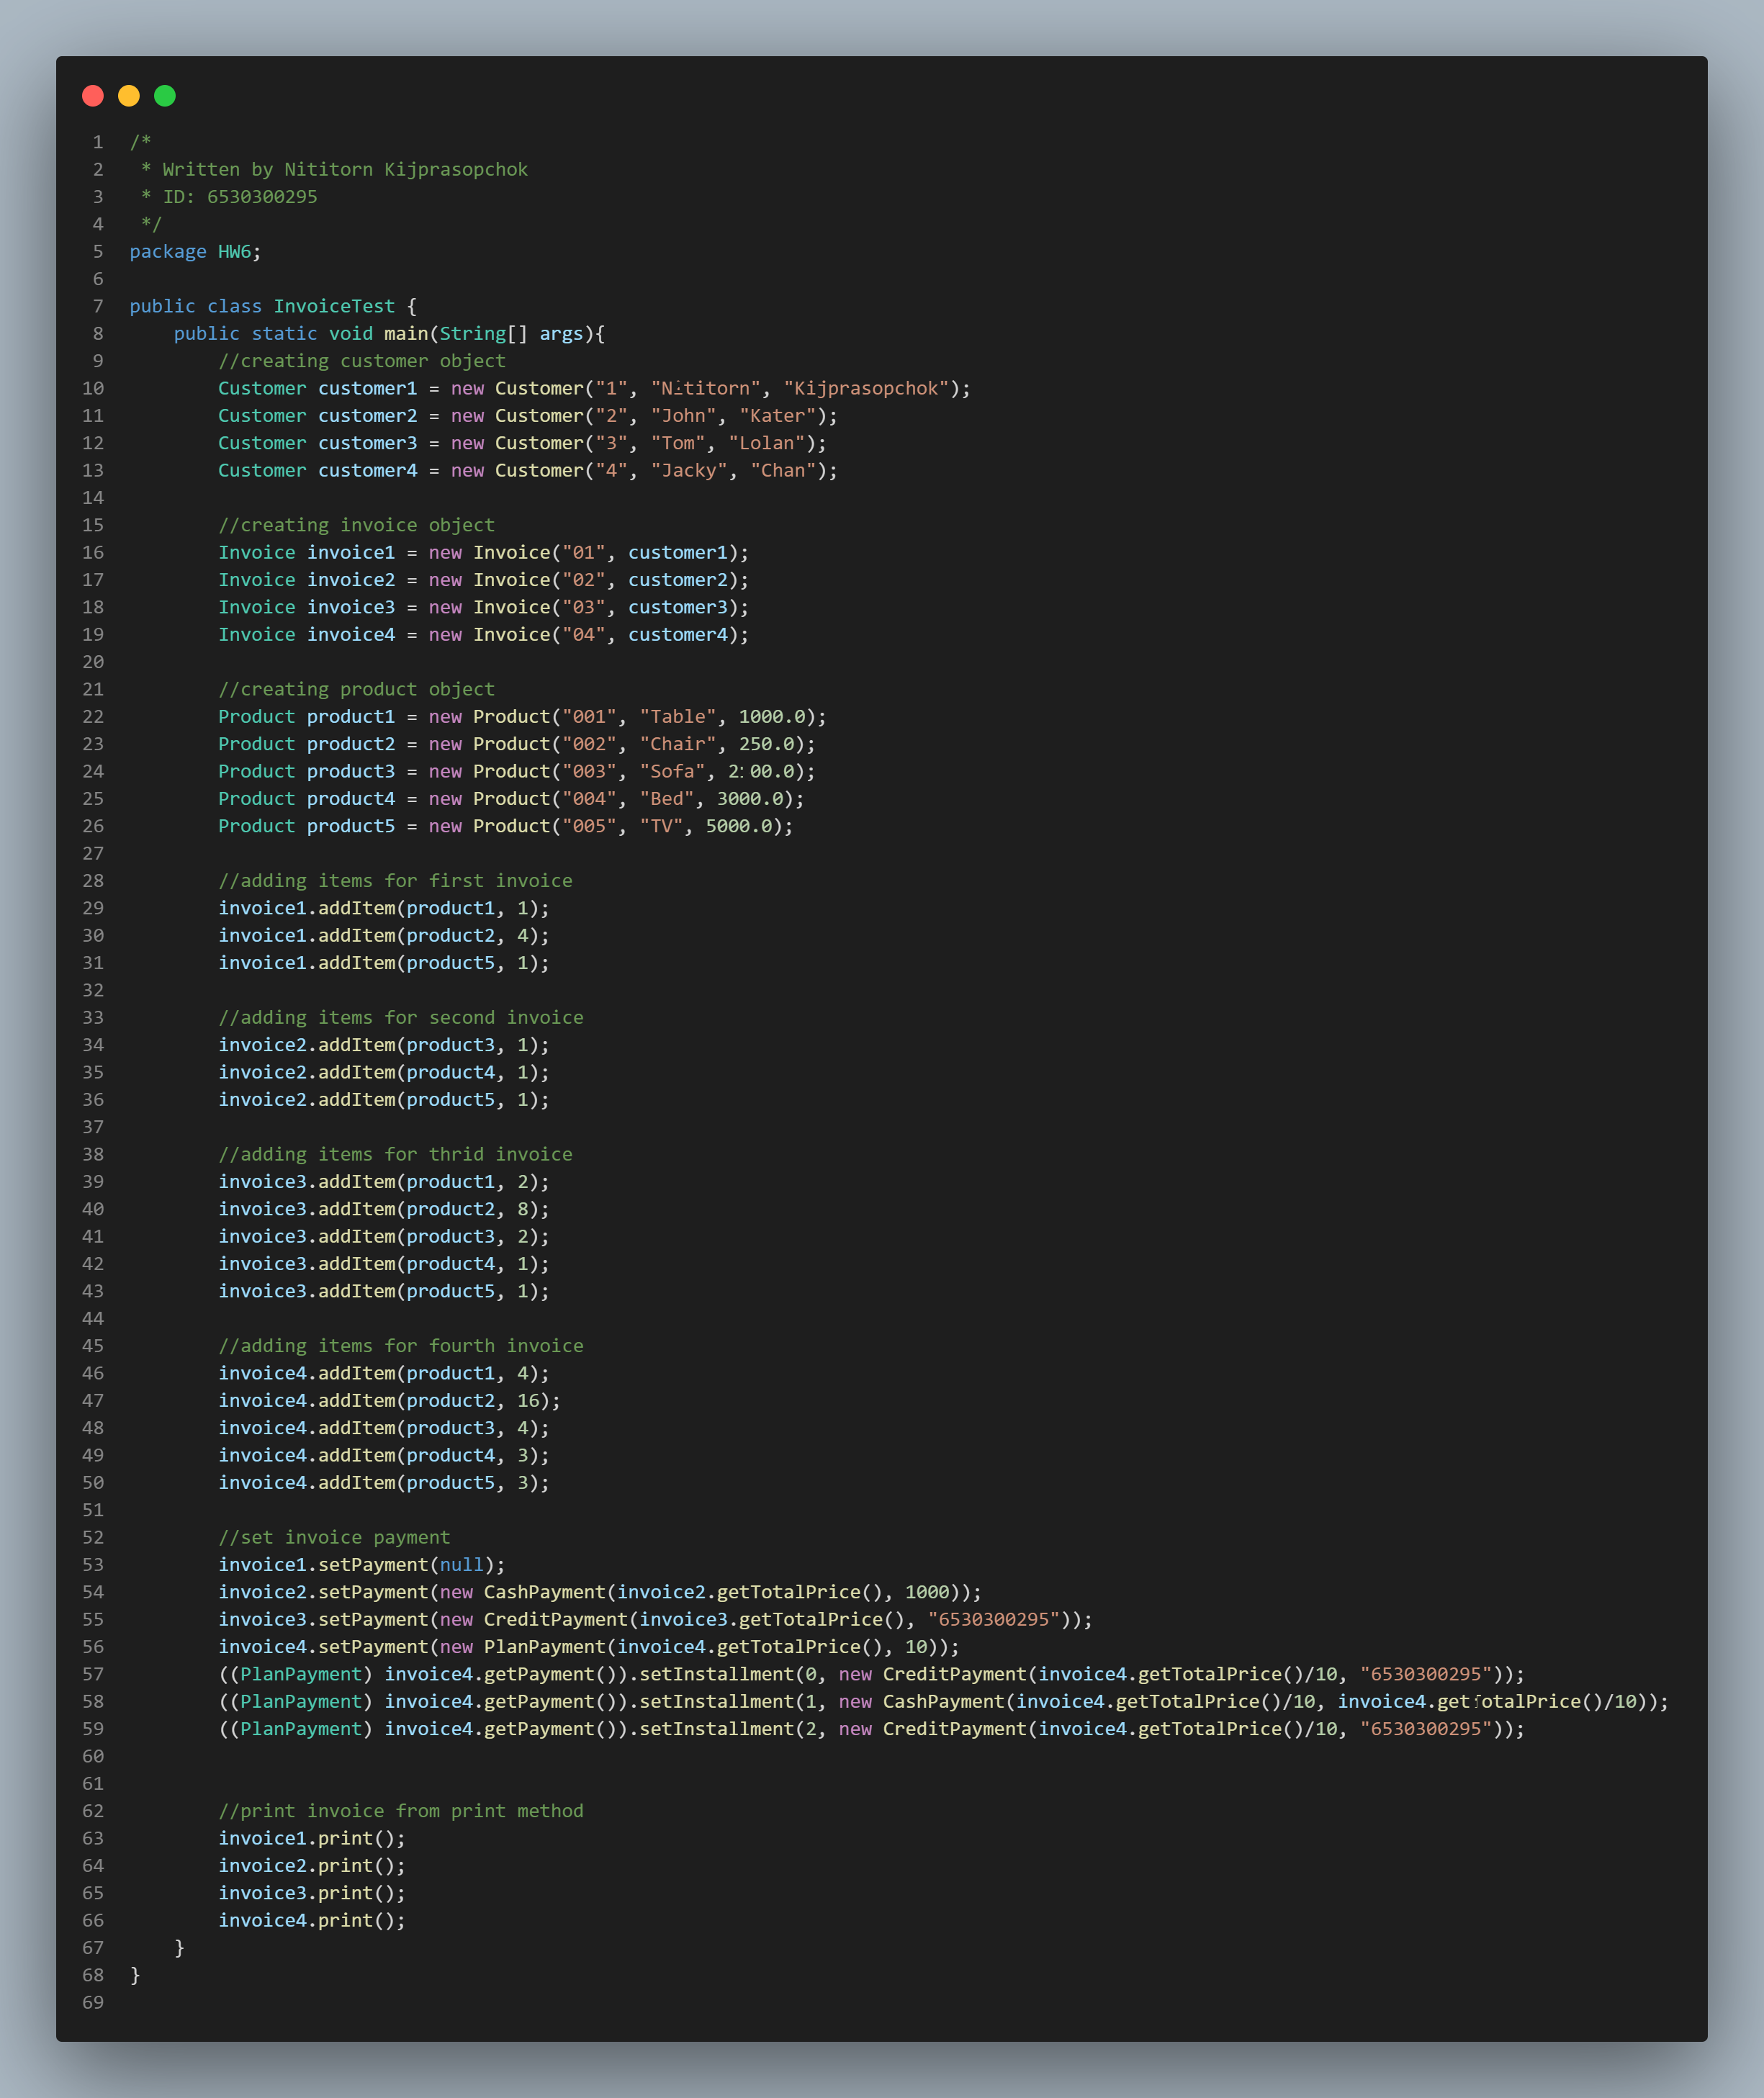 1 /*
2 * Written by Nititorn Kijprasopchok
3 * ID: 6530300295
4 */
5 package HW6;
6
7 public class InvoiceTest {
8 public static void main(String[] args){
9 //creating customer object
10 Customer customer1 = new Customer("1", "Nititorn", "Kijprasopchok");
11 Customer customer2 = new Customer("2", "John", "Kater");
12 Customer customer3 = new Customer("3", "Tom", "Lolan");
13 Customer customer4 = new Customer("4", "Jacky", "Chan");
14
15 //creating invoice object
16 Invoice invoice1 = new Invoice("01", customer1);
17 Invoice invoice2 = new Invoice("02", customer2);
18 Invoice invoice3 = new Invoice("03", customer3);
19 Invoice invoice4 = new Invoice("04", customer4);
20
21 //creating product object
22 Product product1 = new Product("001", "Table", 1000.0);
23 Product product2 = new Product("002", "Chair", 250.0);
24 Product product3 = new Product("003", "Sofa",
25 Product product4 = new Product("004", "Bed", 3000.0);
26 Product product5 = new Product("005", "TV", 5000.0);
27
28 //adding items for first invoice
29 invoice1.addItem(product1, 1);
30 invoice1.addItem(product2, 4);
31 invoice1.addItem(product5, 1);
32
33 //adding items for second invoice
34 invoice2.addItem(product3, 1);
35 invoice2.addItem(product4, 1);
36 invoice2.addItem(product5, 1);
37
38 //adding items for thrid invoice
39 invoice3.addItem(product1, 2);
40 invoice3.addItem(product2, 8);
41 invoice3.addItem(product3, 2);
42 invoice3.addItem(product4, 1);
43 invoice3.addItem(product5, 1);
44
45 //adding items for fourth invoice
46 invoice4.addItem(product1, 4);
47 invoice4.addItem(product2, 16);
48 invoice4.addItem(product3, 4);
49 invoice4.addItem(product4, 3);
50 invoice4.addItem(product5, 3);
51
52 //set invoice payment
53 invoice1.setPayment(null);
54 invoice2.setPayment(new CashPayment(invoice2.getTotalPrice(), 1000));
55 invoice3.setPayment(new CreditPayment(invoice3.getTotalPrice(), "6530300295"));
56 invoice4.setPayment(new PlanPayment(invoice4.getTotalPrice(), 10));
57 ((PlanPayment) invoice4.getPayment()).setInstallment(0, new CreditPayment(invoice4.getTotalPrice()/10, "6530300295"));
58 ((PlanPayment) invoice4.getPayment()).setInstallment(1, new CashPayment(invoice4.getTotalPrice()/10, invoice4.getTotalPrice()/10));
59 ((PlanPayment) invoice4.getPayment()).setInstallment(2, new CreditPayment(invoice4.getTotalPrice()/10, "6530300295"));
60
61
62 //print invoice from print method
63 invoice1.print();
64 invoice2.print();
65 invoice3.print();
66 invoice4.print();
67 }
68 }
69